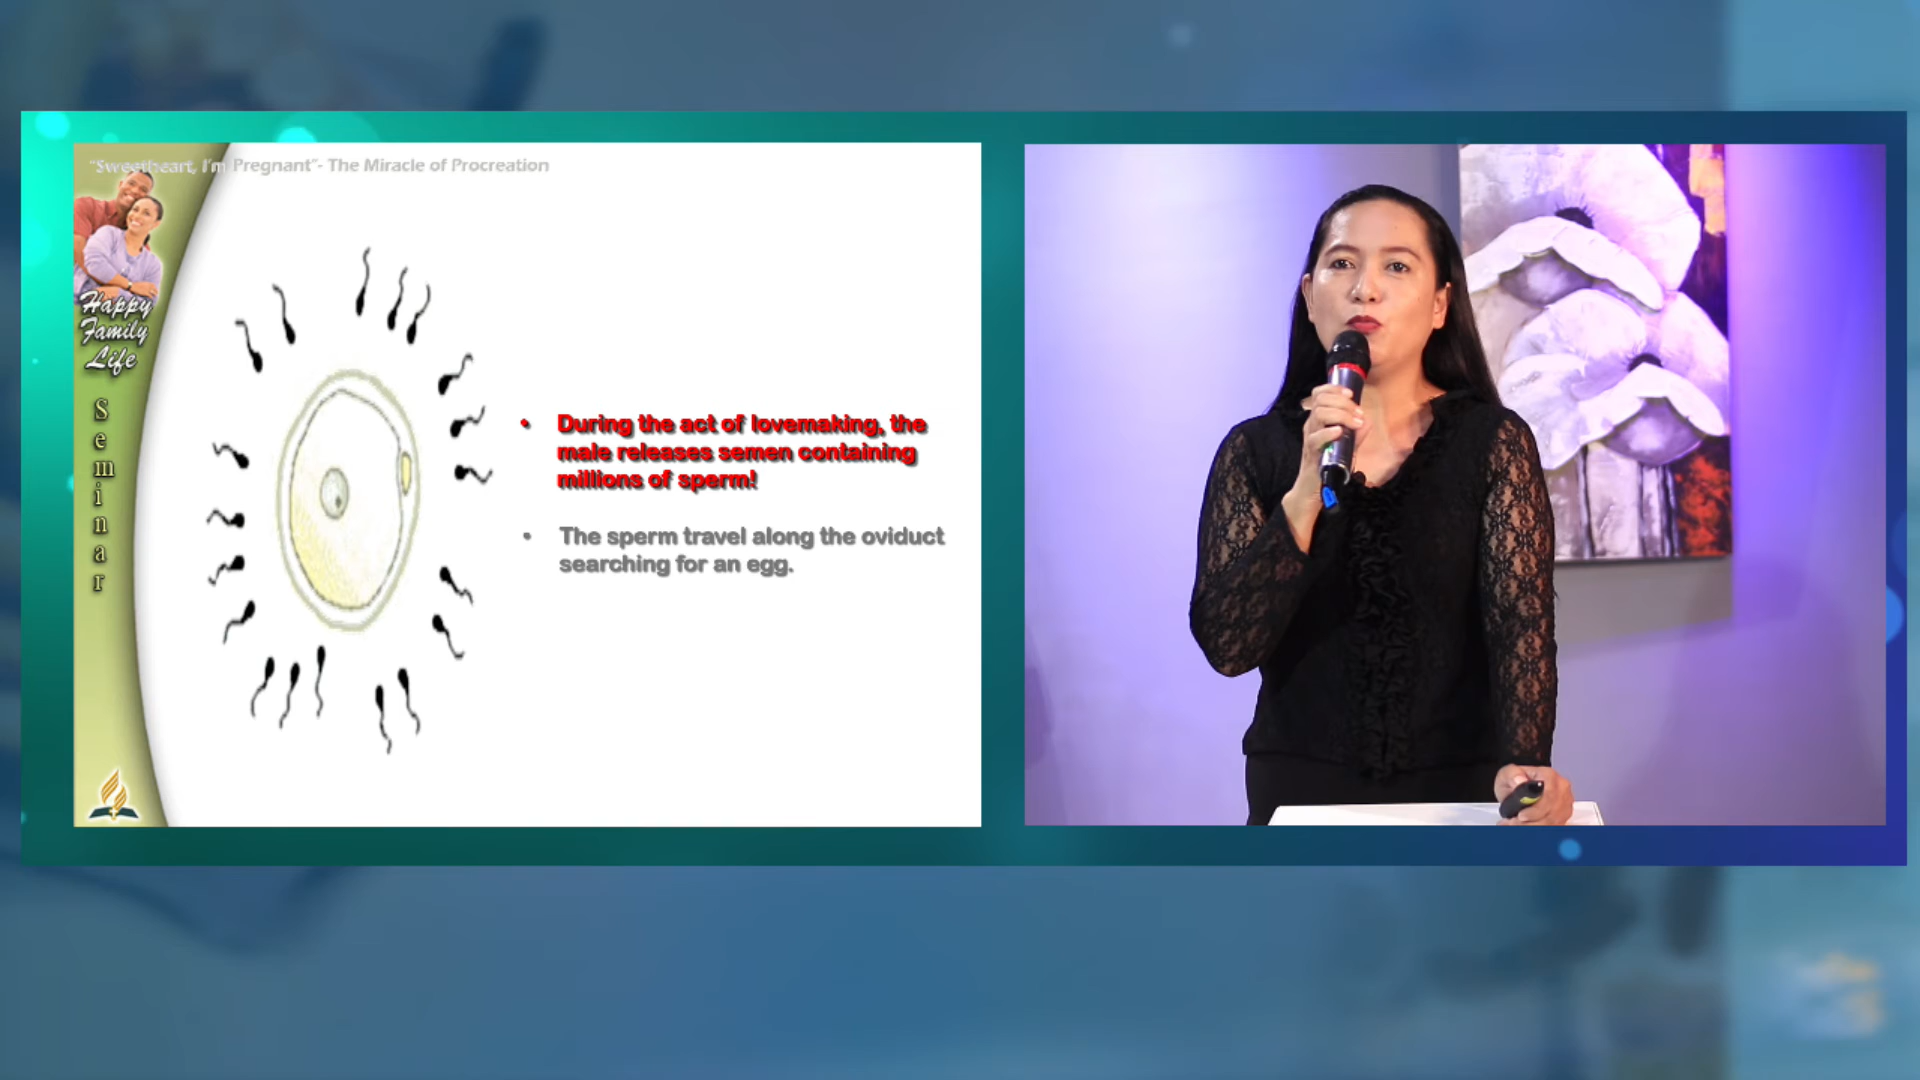 "Sweetheart, I'm Pregnant"- The Miracle of Procreation
Happy
Family
Life
Seminar
• During the act of lovemaking, the
male releases semen containing
millions of sperm!
• The sperm travel along the oviduct
searching for an egg.